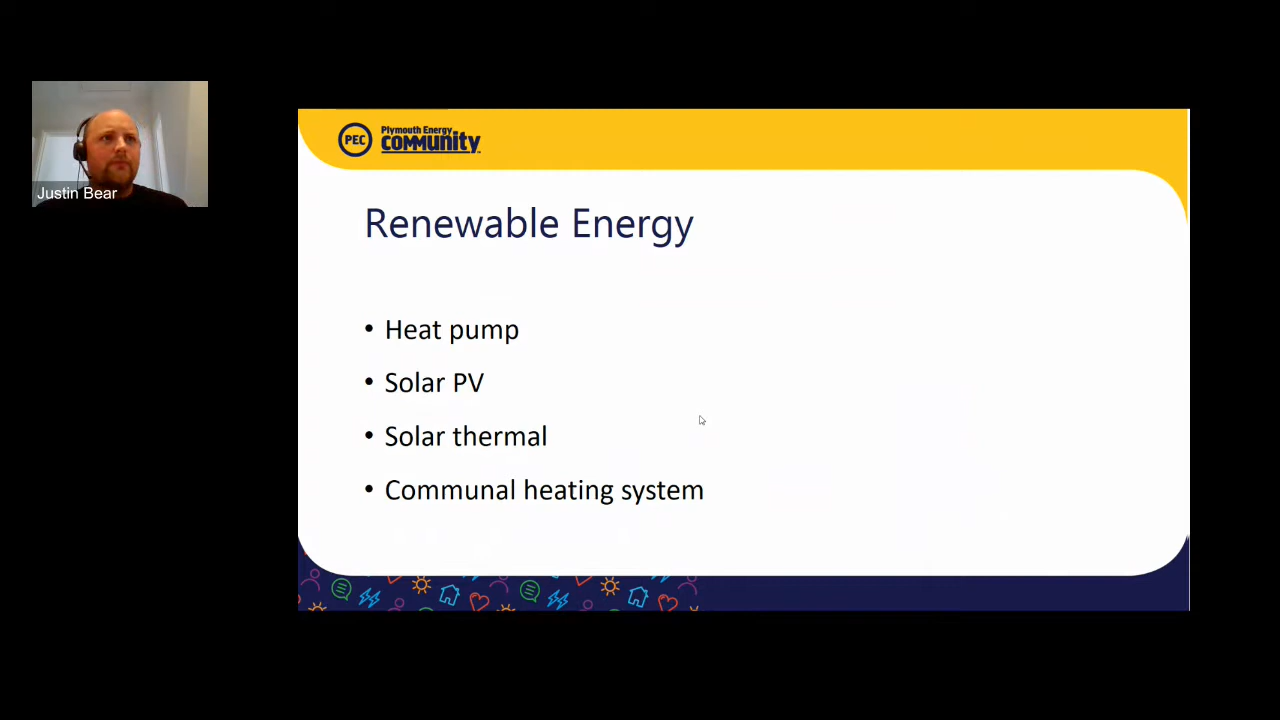 Justin Bear
PEC
Plymouth Energy
COMMUNITY
Renewable Energy
• Heat pump
• Solar PV
• Solar thermal
• Communal heating system